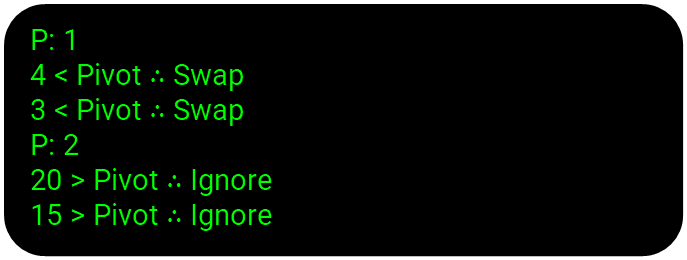 P: 1
4 < Pivot ∴ Swap
3 < Pivot ∴ Swap
P: 2
20 > Pivot ∴ Ignore
15 > Pivot ∴ Ignore